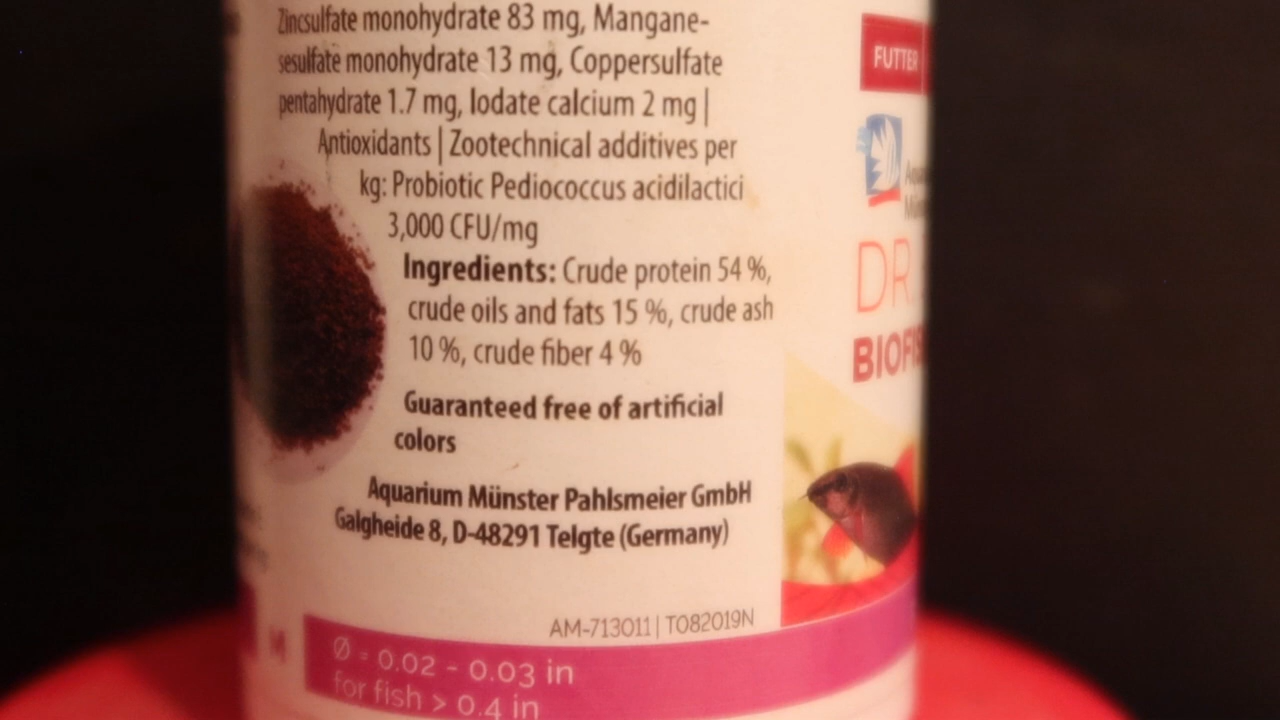 Zincsulfate monohydrate 83 mg, Mangane-
sesulfate monohydrate 13 mg, Coppersulfate
pentahydrate 1.7 mg, Iodate calcium 2 mg |
Antioxidants | Zootechnical additives per
kg: Probiotic Pediococcus acidilactici
3,000 CFU/mg
Ingredients: Crude protein 54 %,
crude oils and fats 15 %, crude ash
10 %, crude fiber 4 %
Guaranteed free of artificial
colors
Aquarium Münster Pahlsmeier GmbH
Galgheide 8, D-48291 Telgte (Germany)
AM-713011 | T082019N
Ø = 0.02 - 0.03 in
for fish > 0.4 in
FUTTER
DR.